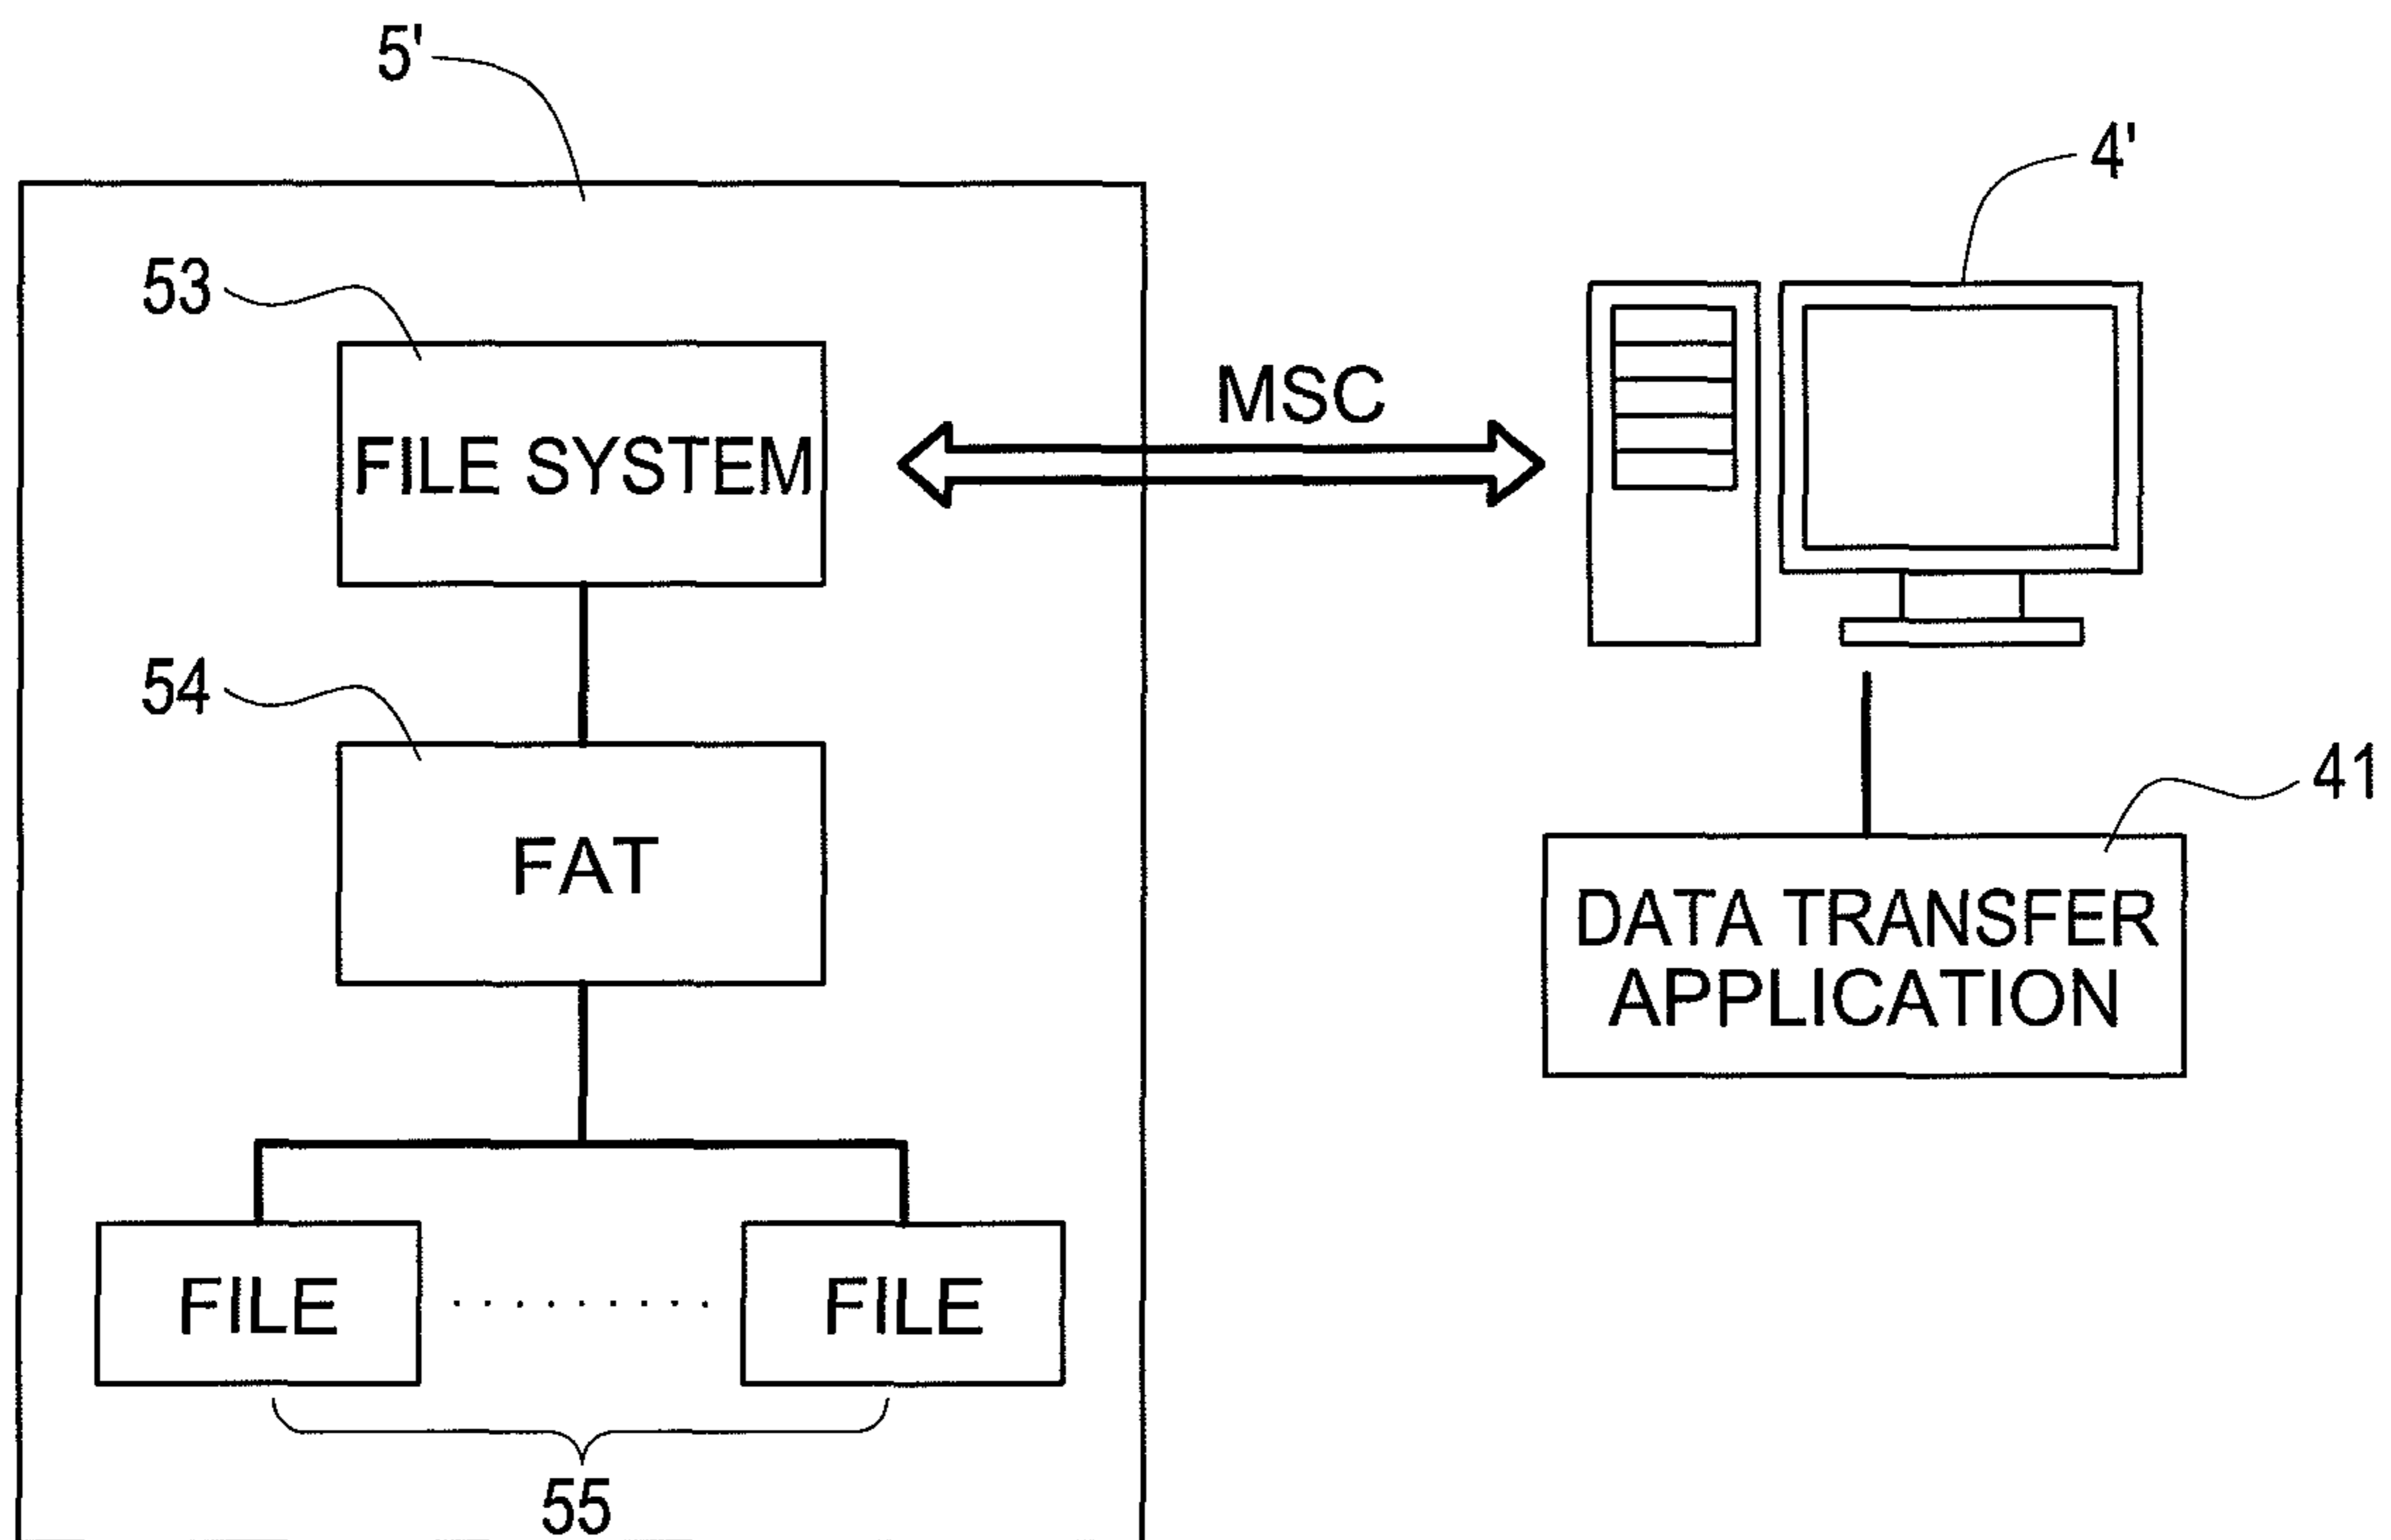 5'
4'
53
MSC
FILE SYSTEM
54
41
FAT
DATA TRANSFER
APPLICATION
FILE ......... FILE
55